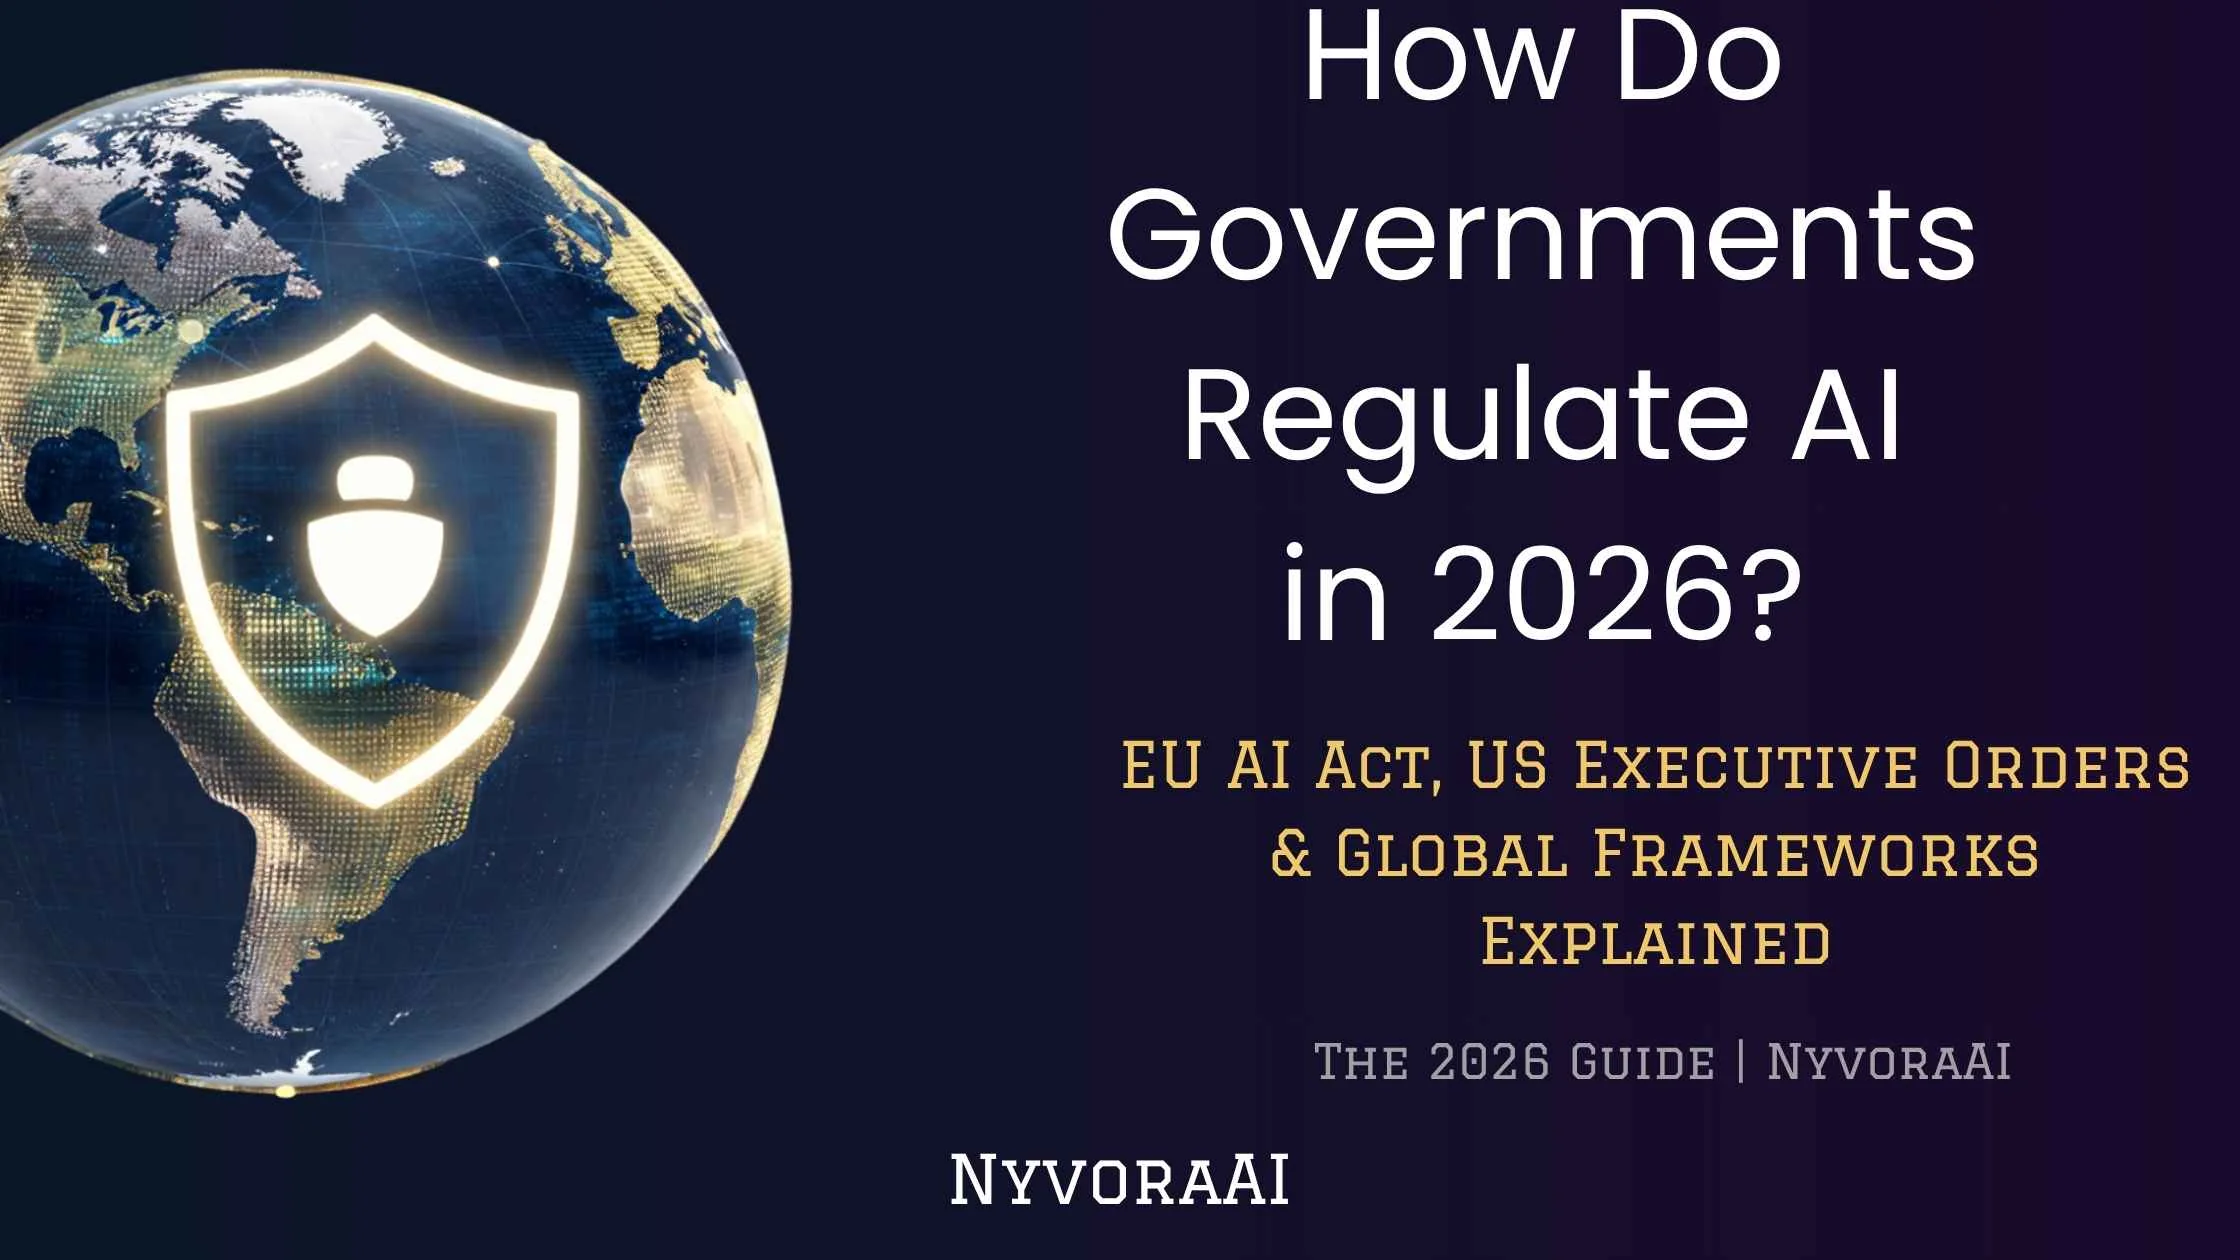 How Do
Governments
Regulate AI
in 2026?
EU AI Act, US Executive Orders
& Global Frameworks
Explained
The 2026 Guide | NyvoraAI
NyvoraAI